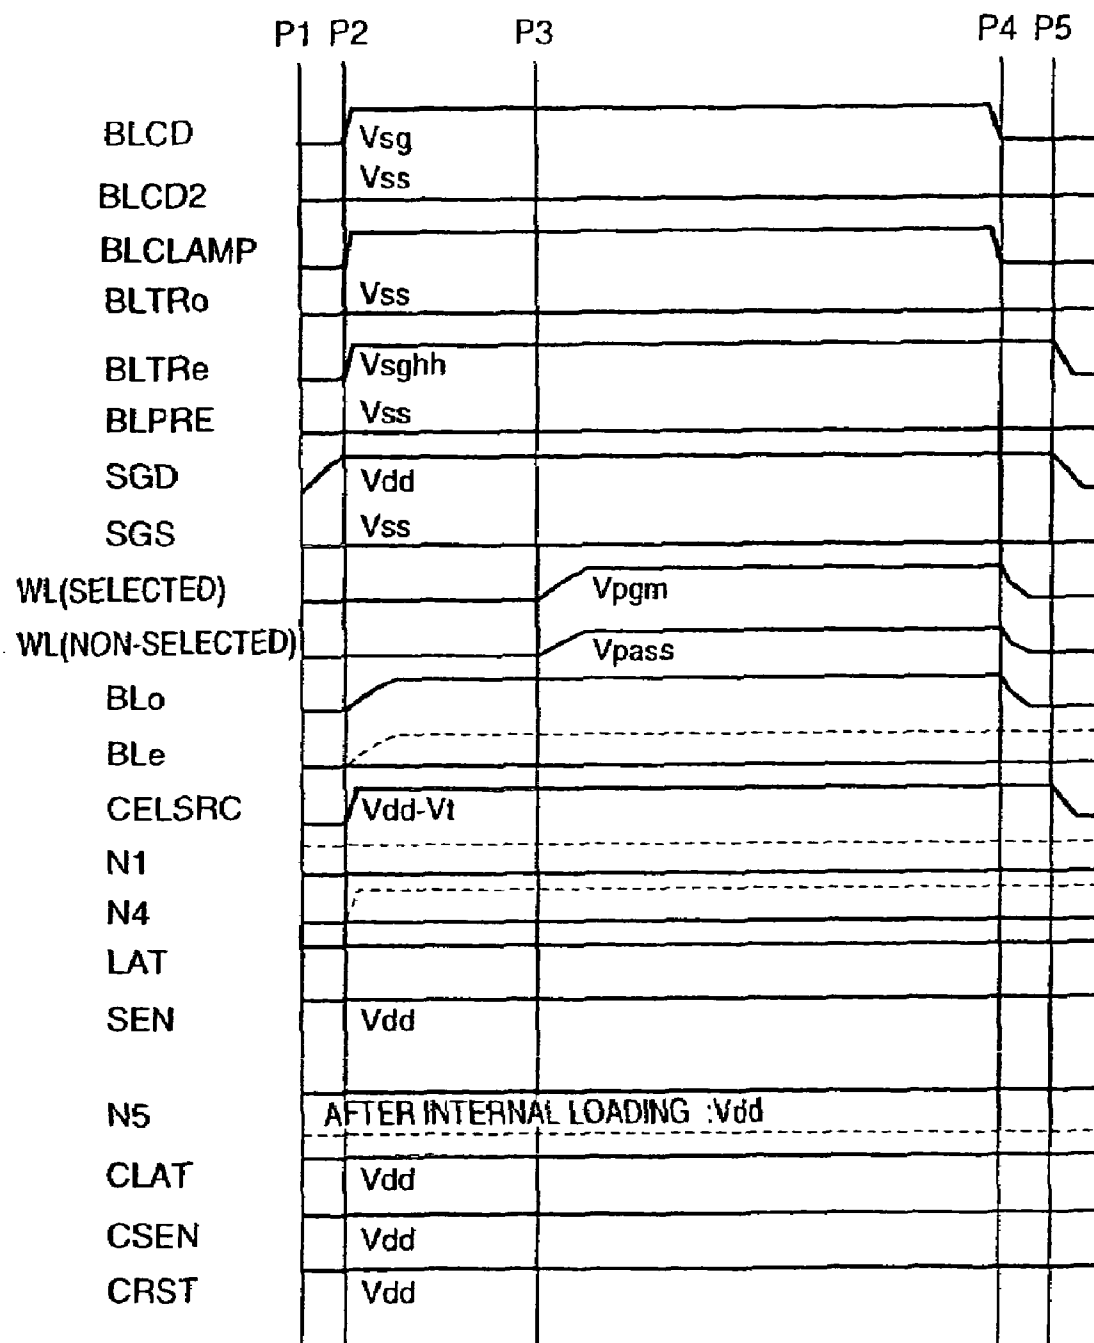 P1 P2 P3 P4 P5
BLCD Vsg
Vss
BLCD2
BLCLAMP
BLTRo Vss
BLTRe Vsghh
BLPRE Vss
SGD Vdd
SGS Vss
WL(SELECTED) Vpgm
WL(NON-SELECTED) Vpass
BLo
BLe
CELSRC Vdd-Vt
N1
N4
LAT
SEN Vdd
N5 AFTER INTERNAL LOADING :Vdd
CLAT Vdd
CSEN Vdd
CRST Vdd